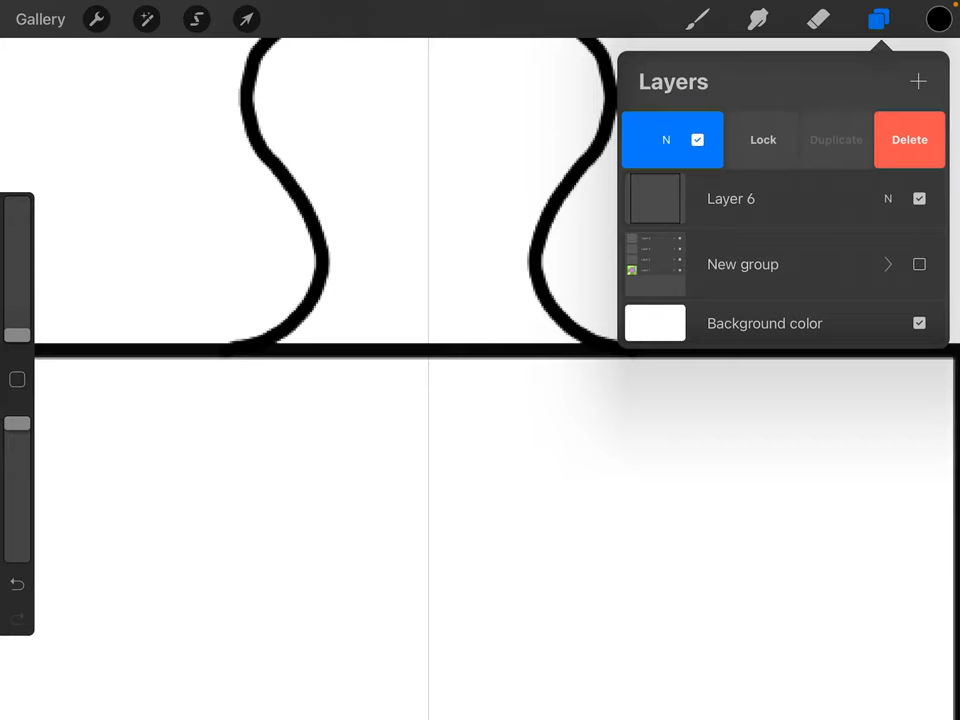 Gallery
Layers
N Lock Duplicate Delete
Layer 6 N
New group
Background color